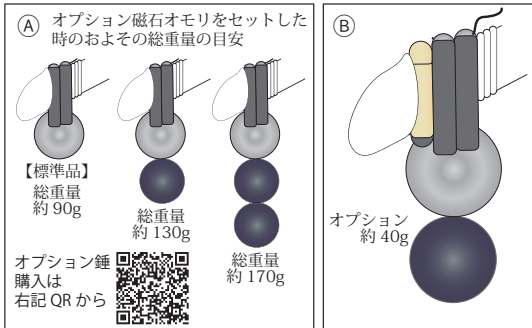 Ⓐ オプション磁石オモリをセットした
時のおよその総重量の目安
【標準品】
総重量
約 90g
総重量
約 130g
総重量
約 170g
オプション錘
購入は
右記 QR から
Ⓑ
オプション
約 40g